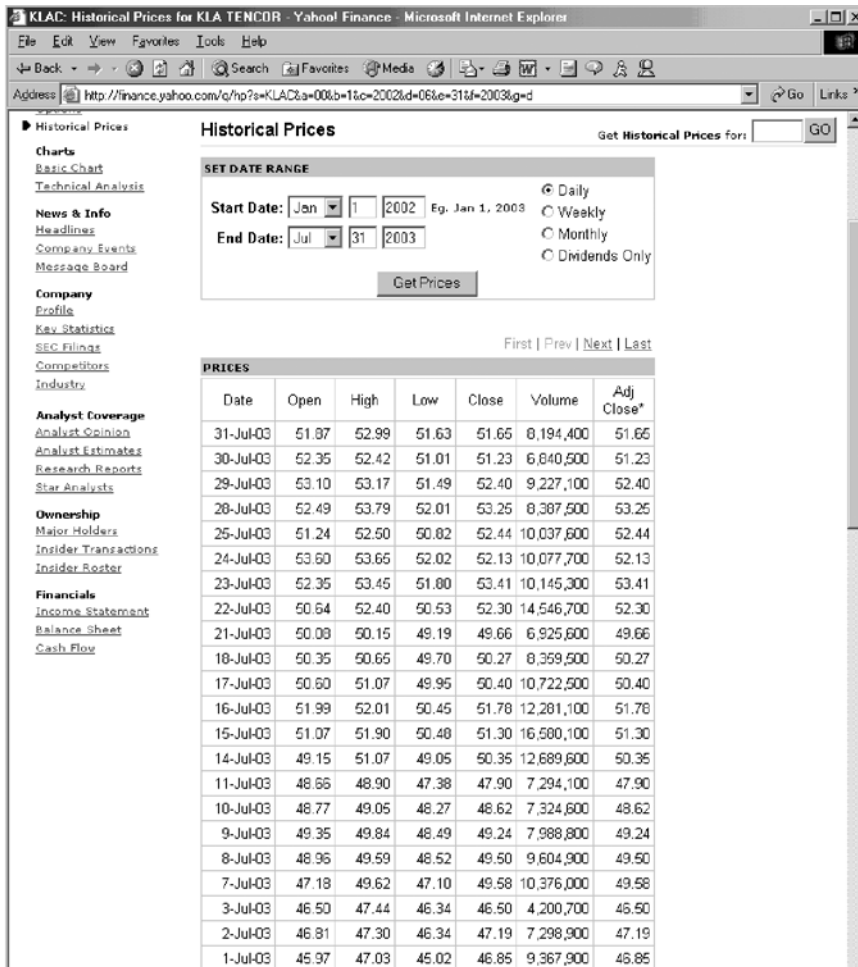 KLAC: Historical Prices for KLA TENCOR - Yahoo! Finance - Microsoft Internet Explorer
File Edit View Favorites Tools Help
Back Search Favorites Media
Address http://finance.yahoo.com/q/hp?s=KLAC&a=00&b=1&c=2002&d=06&e=31&f=2003&g=d Go Links »
Historical Prices
Charts
Basic Chart
Technical Analysis
News & Info
Headlines
Company Events
Message Board
Company
Profile
Key Statistics
SEC Filings
Competitors
Industry
Analyst Coverage
Analyst Opinion
Analyst Estimates
Research Reports
Star Analysts
Ownership
Major Holders
Insider Transactions
Insider Roster
Financials
Income Statement
Balance Sheet
Cash Flow
Historical Prices Get Historical Prices for: GO
SET DATE RANGE
Start Date: Jan 1 2002 Eg. Jan 1, 2003
End Date: Jul 31 2003
Daily
Weekly
Monthly
Dividends Only
Get Prices
First | Prev | Next | Last
PRICES
Date Open High Low Close Volume Adj Close*
31-Jul-03 51.87 52.99 51.63 51.65 8,194,400 51.65
30-Jul-03 52.35 52.42 51.01 51.23 6,840,500 51.23
29-Jul-03 53.10 53.17 51.49 52.40 9,227,100 52.40
28-Jul-03 52.49 53.79 52.01 53.25 8,387,500 53.25
25-Jul-03 51.24 52.50 50.82 52.44 10,037,600 52.44
24-Jul-03 53.60 53.65 52.02 52.13 10,077,700 52.13
23-Jul-03 52.35 53.45 51.80 53.41 10,145,300 53.41
22-Jul-03 50.64 52.40 50.53 52.30 14,546,700 52.30
21-Jul-03 50.08 50.15 49.19 49.66 6,925,600 49.66
18-Jul-03 50.35 50.65 49.70 50.27 8,359,500 50.27
17-Jul-03 50.60 51.07 49.95 50.40 10,722,500 50.40
16-Jul-03 51.99 52.01 50.45 51.78 12,281,100 51.78
15-Jul-03 51.07 51.90 50.48 51.30 16,580,100 51.30
14-Jul-03 49.15 51.07 49.05 50.35 12,689,600 50.35
11-Jul-03 48.66 48.90 47.38 47.90 7,294,100 47.90
10-Jul-03 48.77 49.05 48.27 48.62 7,324,600 48.62
9-Jul-03 49.35 49.84 48.49 49.24 7,988,800 49.24
8-Jul-03 48.96 49.59 48.52 49.50 9,604,900 49.50
7-Jul-03 47.18 49.62 47.10 49.58 10,376,000 49.58
3-Jul-03 46.50 47.44 46.34 46.50 4,200,700 46.50
2-Jul-03 46.81 47.30 46.34 47.19 7,298,900 47.19
1-Jul-03 45.97 47.03 45.02 46.85 9,367,900 46.85